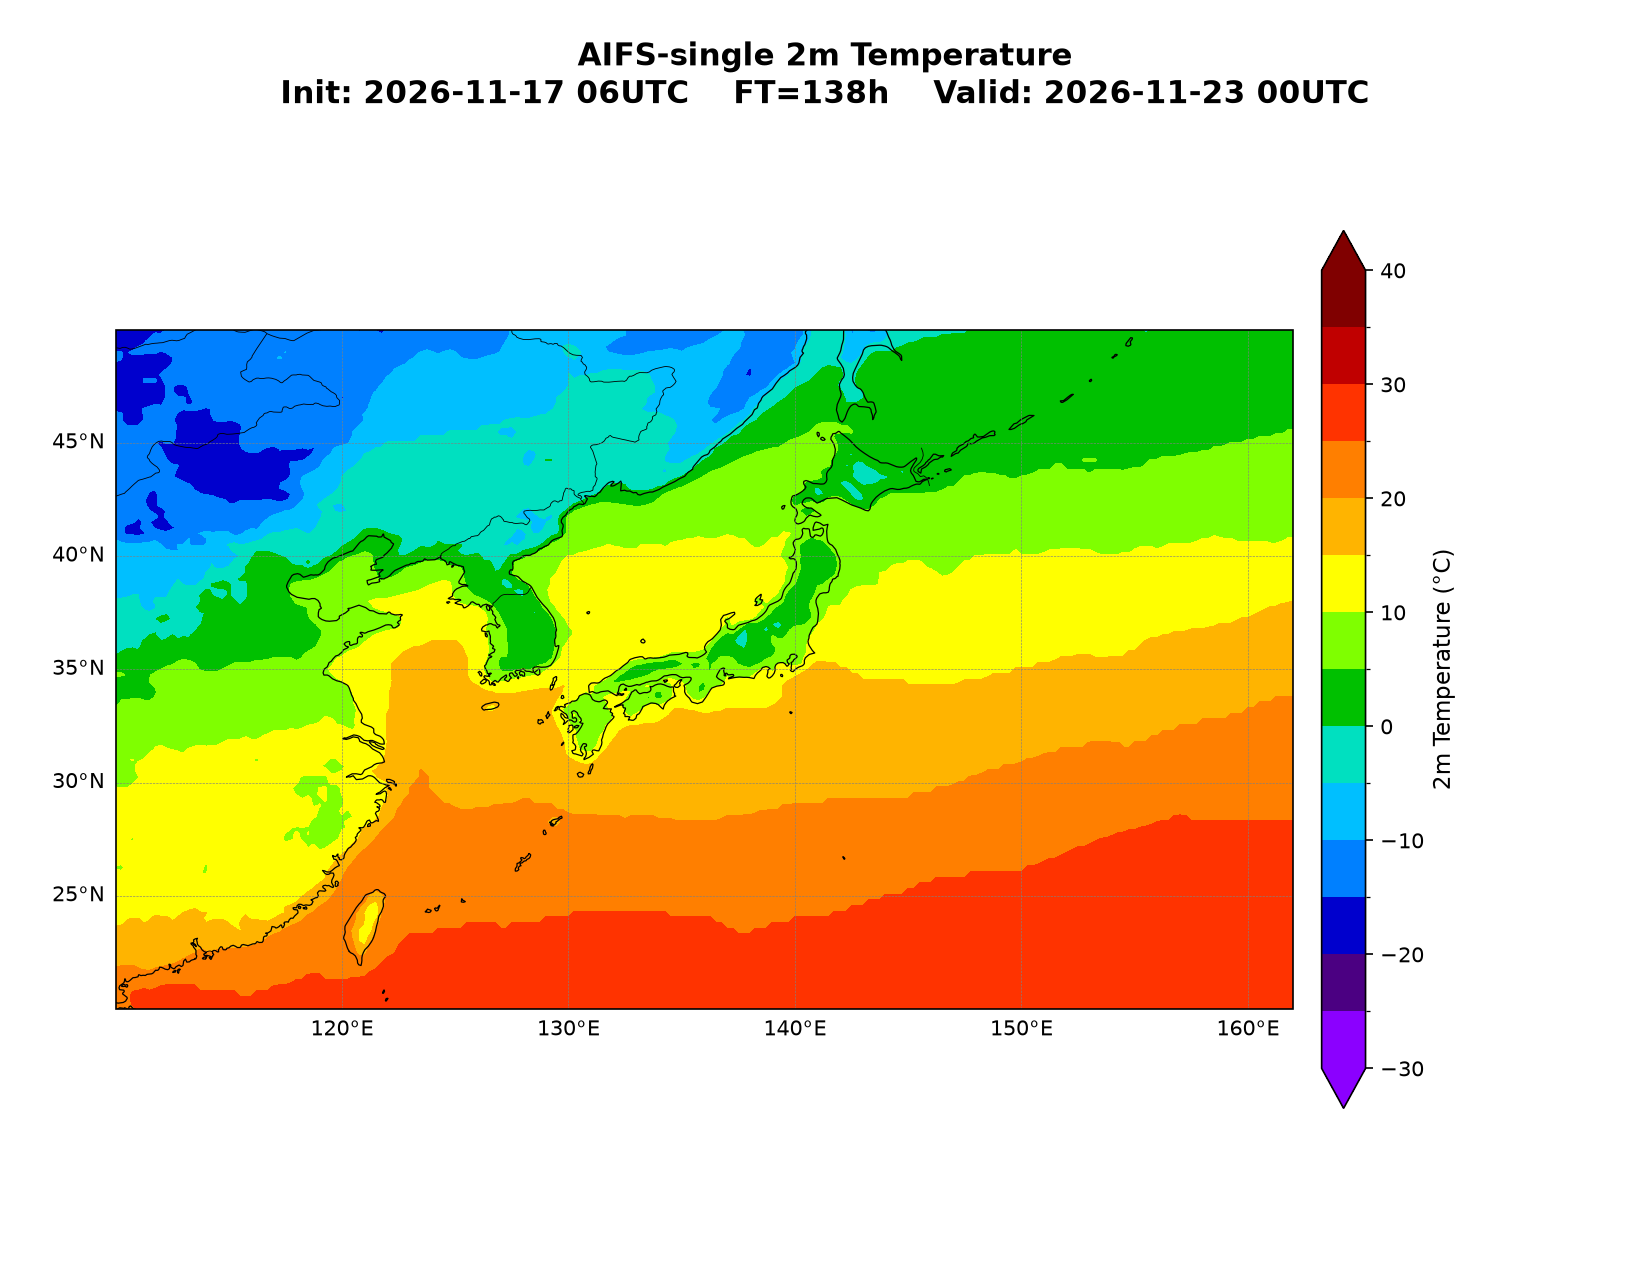 AIFS-single 2m Temperature
Init: 2026-11-17 06UTC    FT=138h    Valid: 2026-11-23 00UTC
45°N
40°N
35°N
30°N
25°N
120°E
130°E
140°E
150°E
160°E
40
30
20
10
0
−10
−20
−30
2m Temperature (°C)